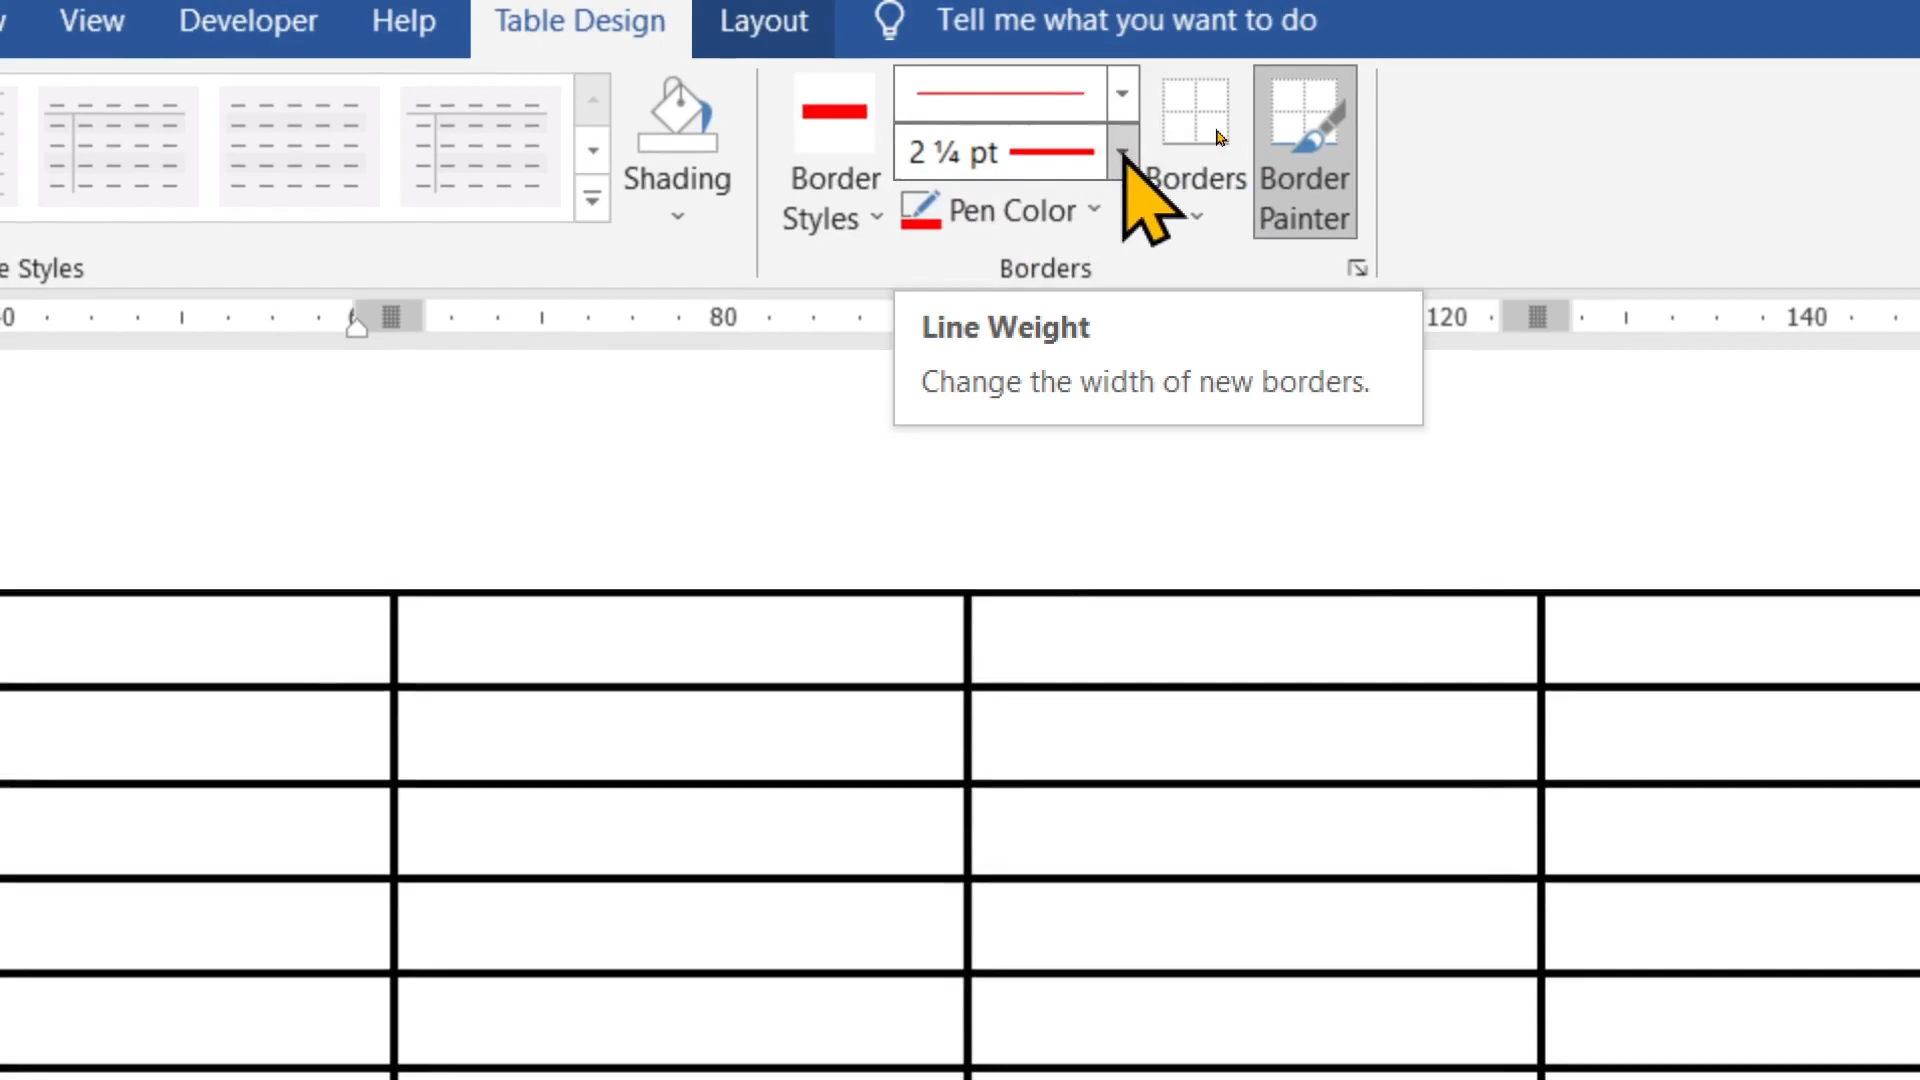 View Developer Help Table Design Layout Tell me what you want to do
Shading
Border Styles
2 ¼ pt
Pen Color
Borders
Border Painter
e Styles
Borders
80 120 140
Line Weight
Change the width of new borders.